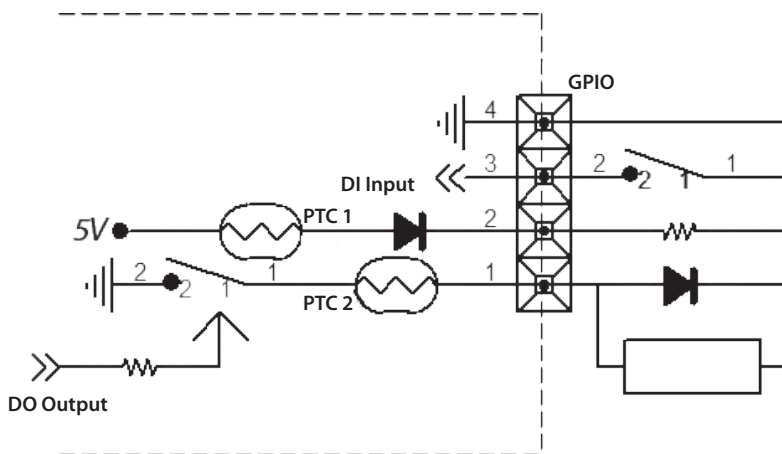 GPIO
4
3 2 2 1 1
DI Input
5V PTC 1 2
2 2 1 1 1
PTC 2
DO Output